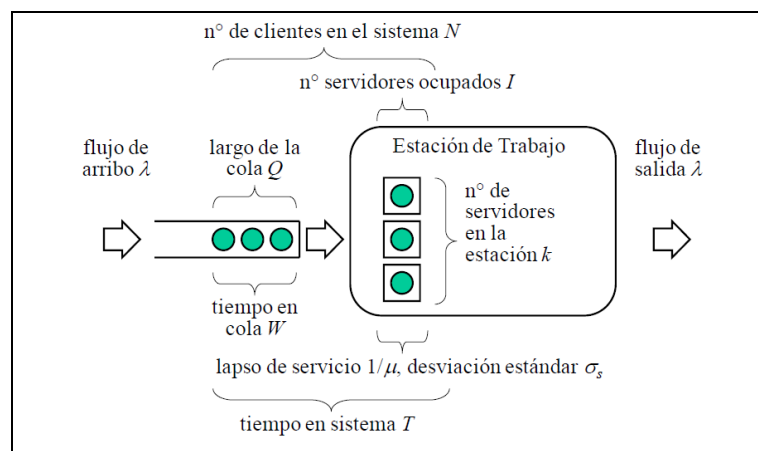 n° de clientes en el sistema N
n° servidores ocupados I
flujo de
arribo λ
largo de la
cola Q
Estación de Trabajo
n° de
servidores
en la
estación k
flujo de
salida λ
tiempo en
cola W
lapso de servicio 1/μ, desviación estándar σs
tiempo en sistema T